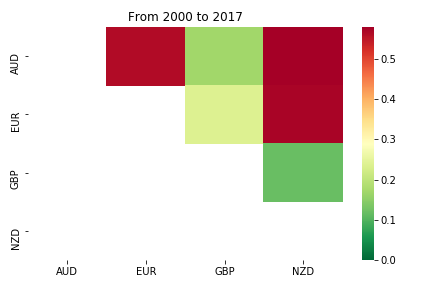 From 2000 to 2017
AUD
EUR
GBP
NZD
AUD
EUR
GBP
NZD
0.5
0.4
0.3
0.2
0.1
0.0